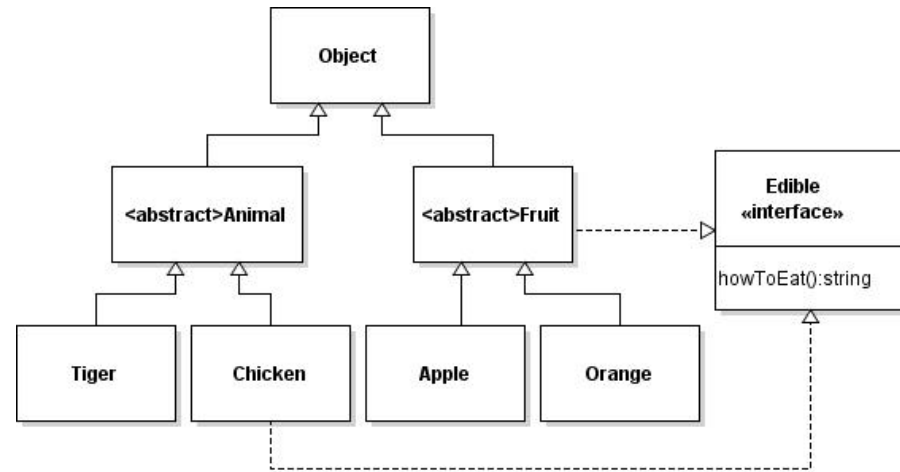 Object
<abstract>Animal
<abstract>Fruit
Edible
«interface»
howToEat():string
Tiger
Chicken
Apple
Orange